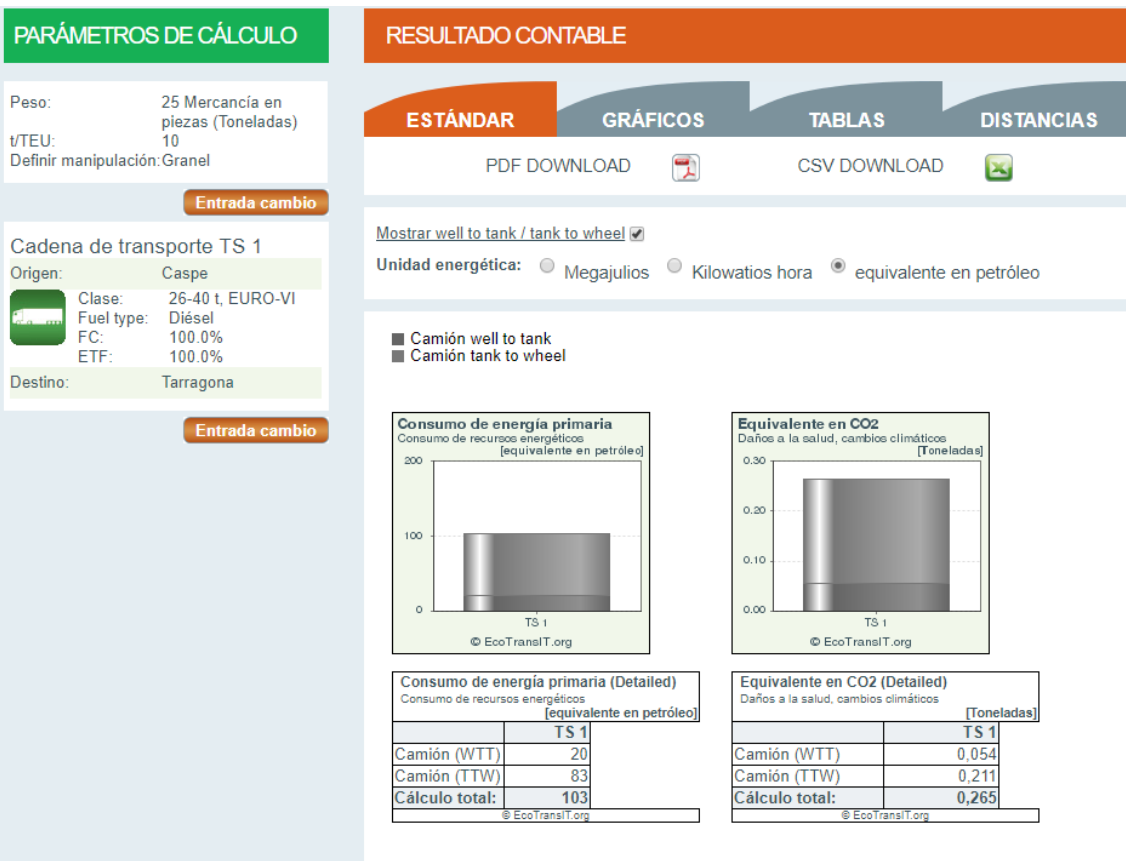 PARÁMETROS DE CÁLCULO
Peso: 25 Mercancía en
piezas (Toneladas)
t/TEU: 10
Definir manipulación: Granel
Entrada cambio
Cadena de transporte TS 1
Origen: Caspe
Clase: 26-40 t, EURO-VI
Fuel type: Diésel
FC: 100.0%
ETF: 100.0%
Destino: Tarragona
Entrada cambio
RESULTADO CONTABLE
ESTÁNDAR GRÁFICOS TABLAS DISTANCIAS
PDF DOWNLOAD CSV DOWNLOAD
Mostrar well to tank / tank to wheel
Unidad energética: Megajulios Kilowatios hora equivalente en petróleo
Camión well to tank
Camión tank to wheel
Consumo de energía primaria
Consumo de recursos energéticos
[equivalente en petróleo]
200
100
0
TS 1
© EcoTransIT.org
Equivalente en CO2
Daños a la salud, cambios climáticos
[Toneladas]
0.30
0.20
0.10
0.00
TS 1
© EcoTransIT.org
Consumo de energía primaria (Detailed)
Consumo de recursos energéticos
[equivalente en petróleo]
TS 1
Camión (WTT) 20
Camión (TTW) 83
Cálculo total: 103
© EcoTransIT.org
Equivalente en CO2 (Detailed)
Daños a la salud, cambios climáticos
[Toneladas]
TS 1
Camión (WTT) 0,054
Camión (TTW) 0,211
Cálculo total: 0,265
© EcoTransIT.org